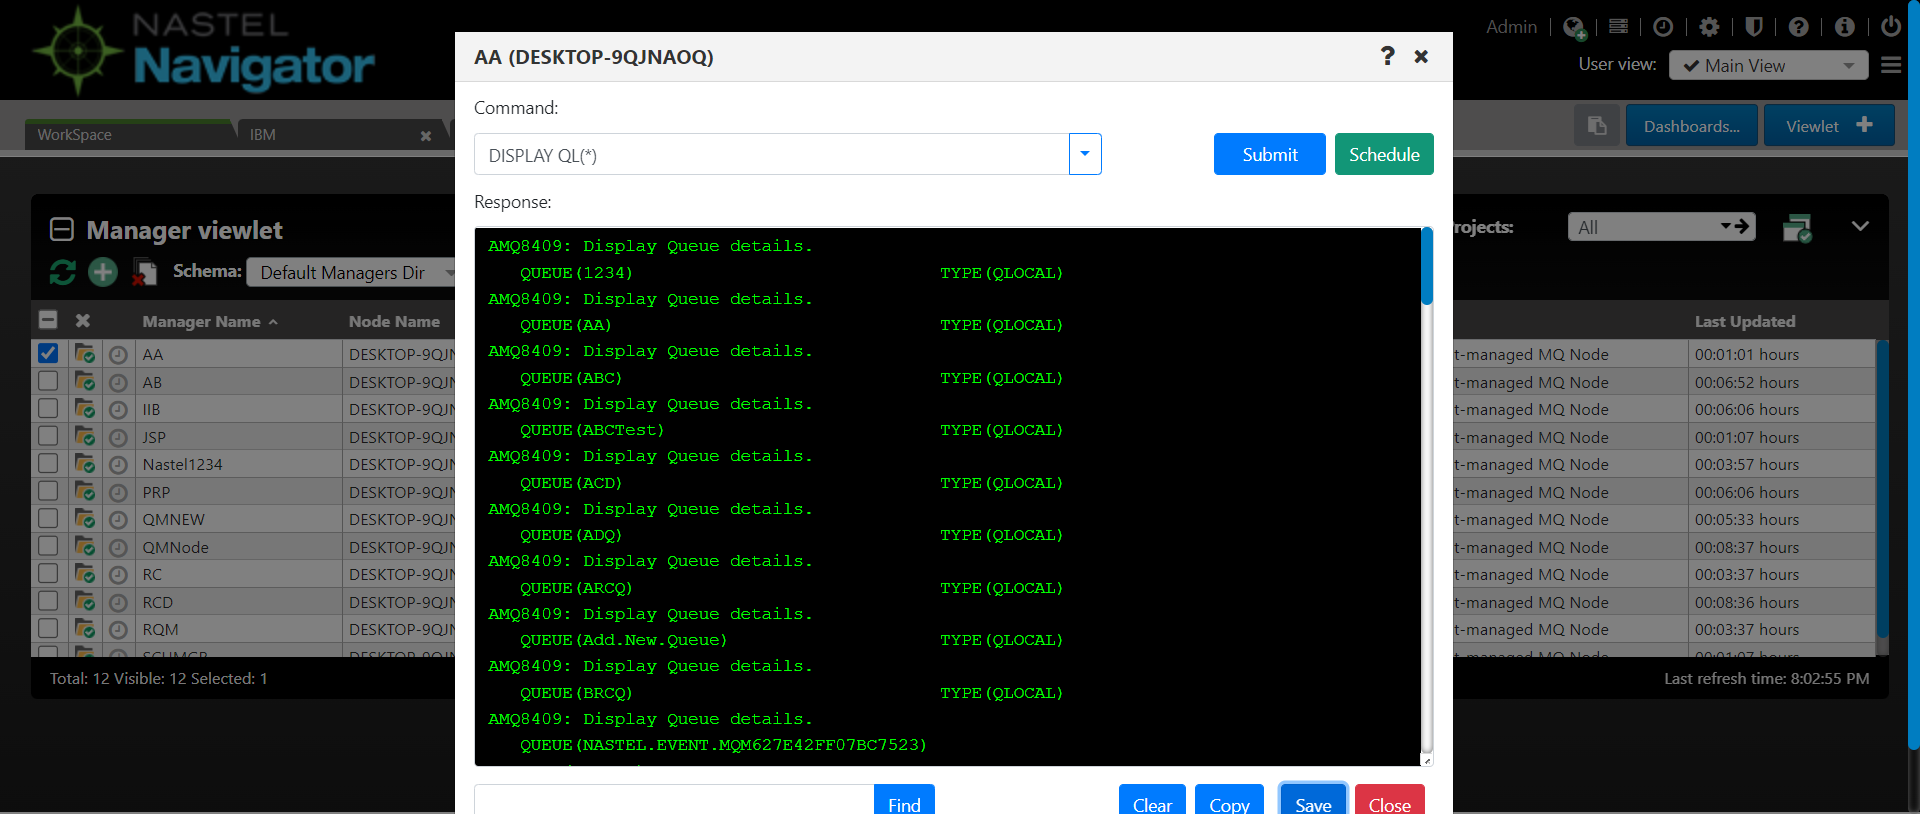 NASTEL
Navigator
Admin
User view:
Main View
WorkSpace
IBM
Dashboards...
Viewlet
Manager viewlet
Schema:
Default Managers Dir
rojects:
All
Manager Name
Node Name
Last Updated
AA
DESKTOP-9QJN
t-managed MQ Node
00:01:01 hours
AB
DESKTOP-9QJN
t-managed MQ Node
00:06:52 hours
IIB
DESKTOP-9QJN
t-managed MQ Node
00:06:06 hours
JSP
DESKTOP-9QJN
t-managed MQ Node
00:01:07 hours
Nastel1234
DESKTOP-9QJN
t-managed MQ Node
00:03:57 hours
PRP
DESKTOP-9QJN
t-managed MQ Node
00:06:06 hours
QMNEW
DESKTOP-9QJN
t-managed MQ Node
00:05:33 hours
QMNode
DESKTOP-9QJN
t-managed MQ Node
00:08:37 hours
RC
DESKTOP-9QJN
t-managed MQ Node
00:03:37 hours
RCD
DESKTOP-9QJN
t-managed MQ Node
00:08:36 hours
RQM
DESKTOP-9QJN
t-managed MQ Node
00:03:37 hours
Total: 12 Visible: 12 Selected: 1
Last refresh time: 8:02:55 PM
AA (DESKTOP-9QJNAOQ)
Command:
DISPLAY QL(*)
Submit
Schedule
Response:
AMQ8409: Display Queue details.
QUEUE(1234) TYPE(QLOCAL)
AMQ8409: Display Queue details.
QUEUE(AA) TYPE(QLOCAL)
AMQ8409: Display Queue details.
QUEUE(ABC) TYPE(QLOCAL)
AMQ8409: Display Queue details.
QUEUE(ABCTest) TYPE(QLOCAL)
AMQ8409: Display Queue details.
QUEUE(ACD) TYPE(QLOCAL)
AMQ8409: Display Queue details.
QUEUE(ADQ) TYPE(QLOCAL)
AMQ8409: Display Queue details.
QUEUE(ARCQ) TYPE(QLOCAL)
AMQ8409: Display Queue details.
QUEUE(Add.New.Queue) TYPE(QLOCAL)
AMQ8409: Display Queue details.
QUEUE(BRCQ) TYPE(QLOCAL)
AMQ8409: Display Queue details.
QUEUE(NASTEL.EVENT.MQM627E42FF07BC7523)
Find
Clear
Copy
Save
Close